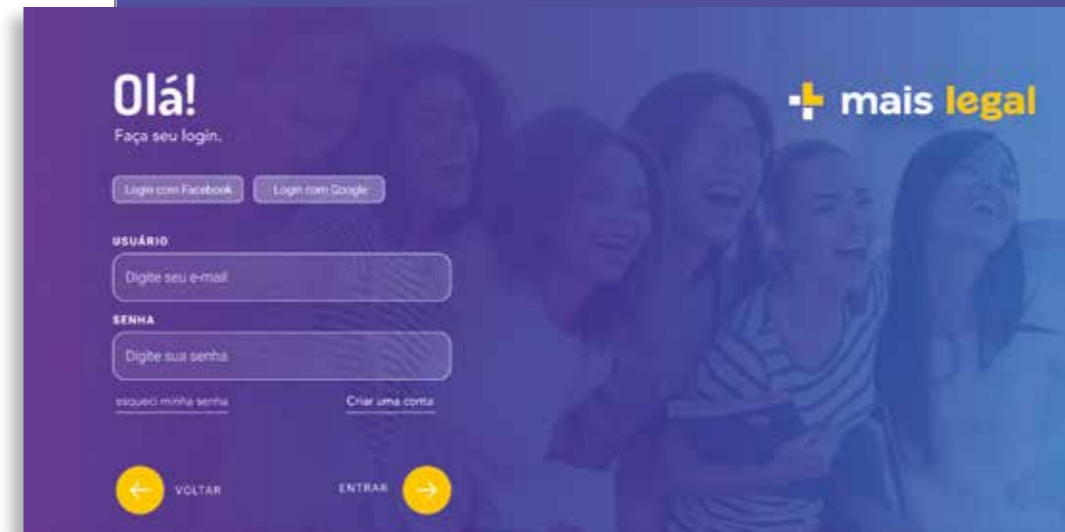 Olá!
mais legal
Faça seu login.
Login com Facebook
Login com Google
USUÁRIO
Digite seu e-mail
SENHA
Digite sua senha
esqueci minha senha
Criar uma conta
VOLTAR
ENTRAR